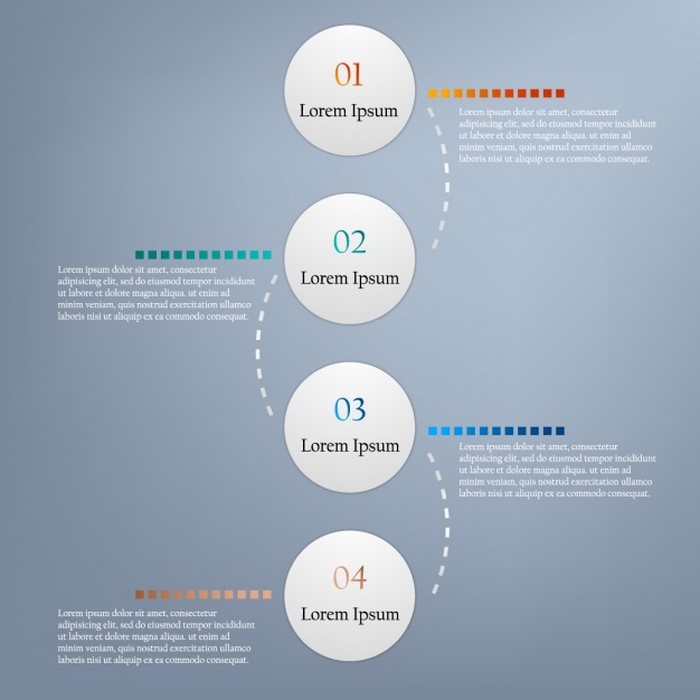 01
Lorem Ipsum
Lorem ipsum dolor sit amet, consectetur
adipisicing elit, sed do eiusmod tempor incididunt
ut labore et dolore magna aliqua. ut enim ad
minim veniam, quis nostrud exercitation ullamco
laboris nisi ut aliquip ex ea commodo consequat.
02
Lorem Ipsum
Lorem ipsum dolor sit amet, consectetur
adipisicing elit, sed do eiusmod tempor incididunt
ut labore et dolore magna aliqua. ut enim ad
minim veniam, quis nostrud exercitation ullamco
laboris nisi ut aliquip ex ea commodo consequat.
03
Lorem Ipsum
Lorem ipsum dolor sit amet, consectetur
adipisicing elit, sed do eiusmod tempor incididunt
ut labore et dolore magna aliqua. ut enim ad
minim veniam, quis nostrud exercitation ullamco
laboris nisi ut aliquip ex ea commodo consequat.
04
Lorem Ipsum
Lorem ipsum dolor sit amet, consectetur
adipisicing elit, sed do eiusmod tempor incididunt
ut labore et dolore magna aliqua. ut enim ad
minim veniam, quis nostrud exercitation ullamco
laboris nisi ut aliquip ex ea commodo consequat.